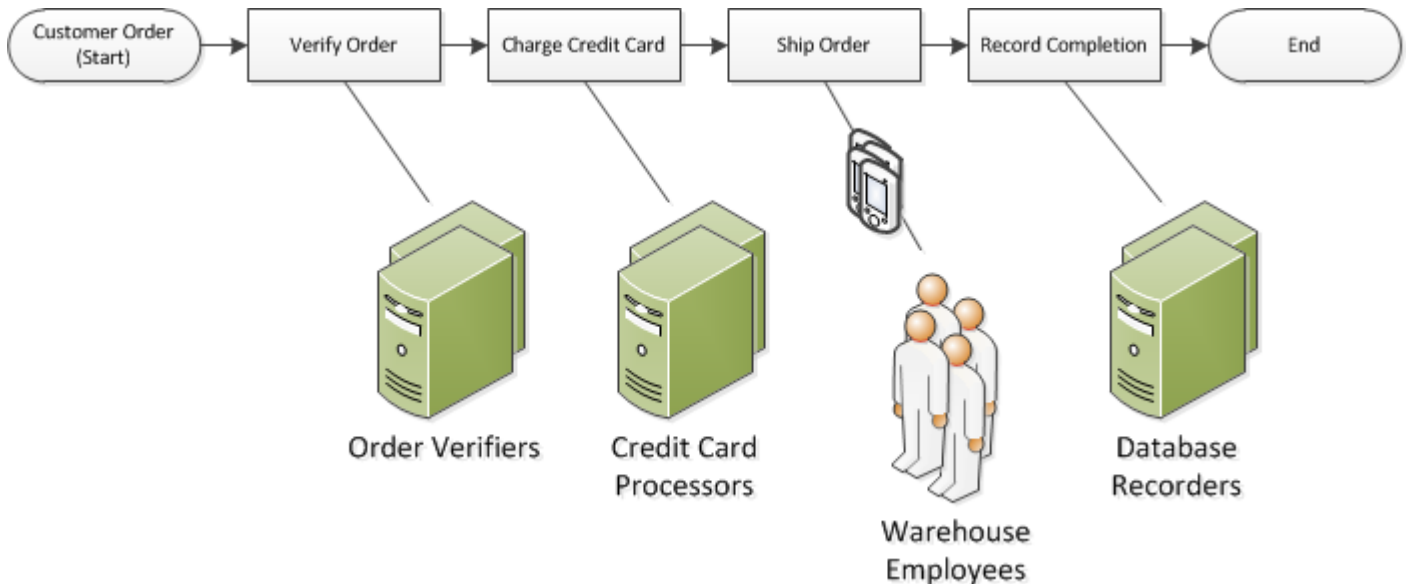 Customer Order
(Start)
Verify Order
Charge Credit Card
Ship Order
Record Completion
End
Order Verifiers
Credit Card
Processors
Warehouse
Employees
Database
Recorders